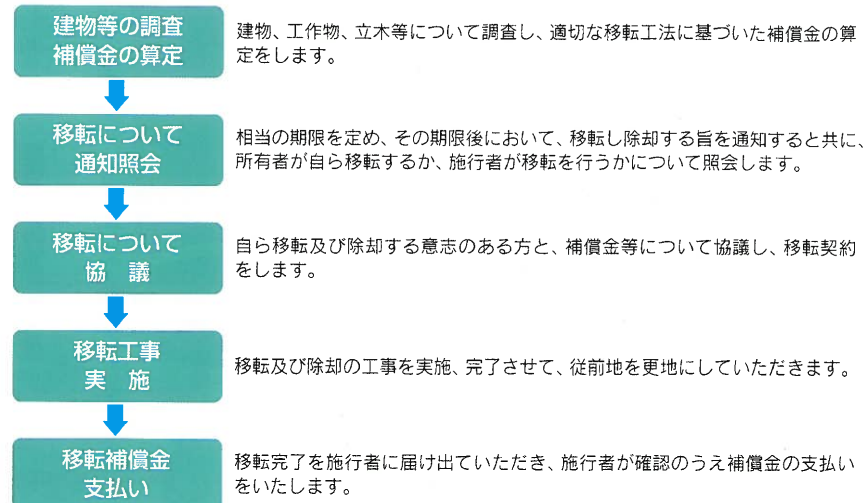 建物等の調査
補償金の算定
建物、工作物、立木等について調査し、適切な移転工法に基づいた補償金の算
定をします。
移転について
通知照会
相当の期限を定め、その期限後において、移転し除却する旨を通知すると共に、
所有者が自ら移転するか、施行者が移転を行うかについて照会します。
移転について
協　議
自ら移転及び除却する意志のある方と、補償金等について協議し、移転契約
をします。
移転工事
実　施
移転及び除却の工事を実施、完了させて、従前地を更地にしていただきます。
移転補償金
支払い
移転完了を施行者に届け出ていただき、施行者が確認のうえ補償金の支払い
をいたします。